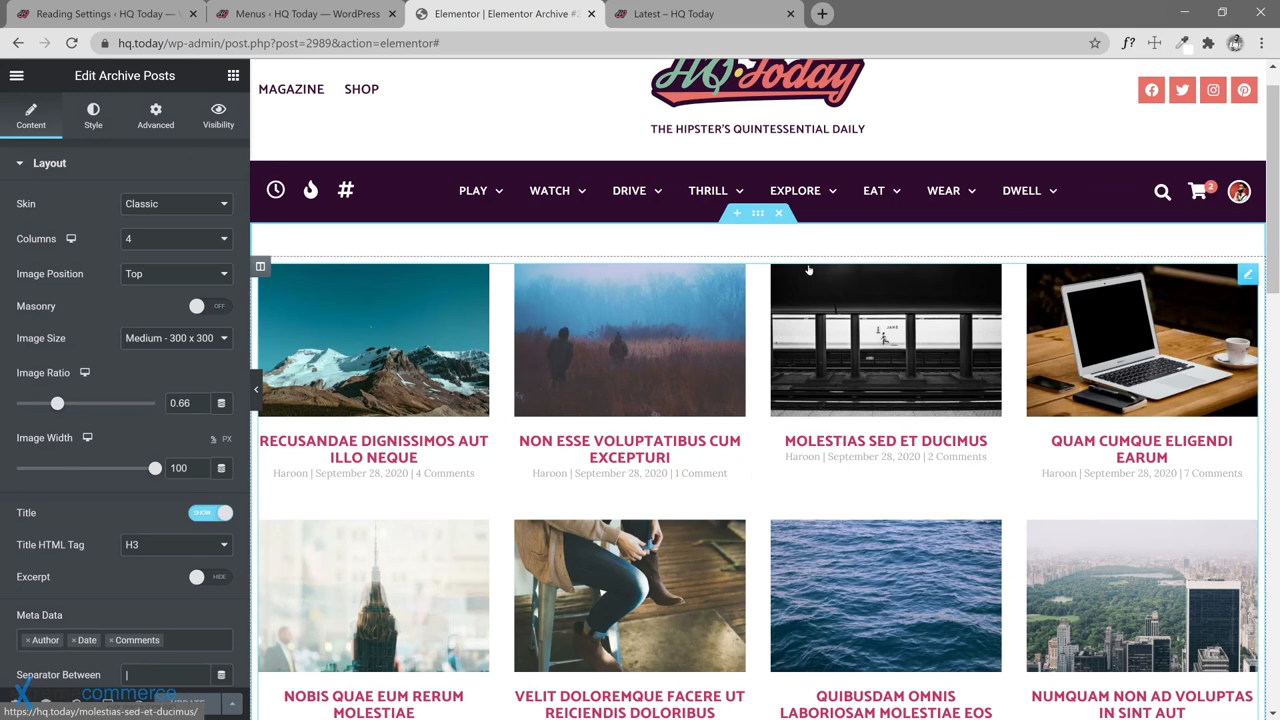 Reading Settings ‹ HQ Today —
Menus ‹ HQ Today — WordPress
Elementor | Elementor Archive #2
Latest – HQ Today
hq.today/wp-admin/post.php?post=2989&action=elementor#
Edit Archive Posts
Content
Style
Advanced
Visibility
Layout
Skin
Classic
Columns
4
Image Position
Top
Masonry
OFF
Image Size
Medium - 300 x 300
Image Ratio
0.66
Image Width
% PX
100
Title
SHOW
Title HTML Tag
H3
Excerpt
HIDE
Meta Data
× Author × Date × Comments
Separator Between
|
commerce
https://hq.today/molestias-sed-et-ducimus/
MAGAZINE SHOP
HQ Today
THE HIPSTER'S QUINTESSENTIAL DAILY
PLAY WATCH DRIVE THRILL EXPLORE EAT WEAR DWELL
2
RECUSANDAE DIGNISSIMOS AUT
ILLO NEQUE
Haroon | September 28, 2020 | 4 Comments
NON ESSE VOLUPTATIBUS CUM
EXCEPTURI
Haroon | September 28, 2020 | 1 Comment
JANE
MOLESTIAS SED ET DUCIMUS
Haroon | September 28, 2020 | 2 Comments
QUAM CUMQUE ELIGENDI
EARUM
Haroon | September 28, 2020 | 7 Comments
NOBIS QUAE EUM RERUM
MOLESTIAE
VELIT DOLOREMQUE FACERE UT
REICIENDIS DOLORIBUS
QUIBUSDAM OMNIS
LABORIOSAM MOLESTIAE EOS
NUMQUAM NON AD VOLUPTAS
IN SINT AUT